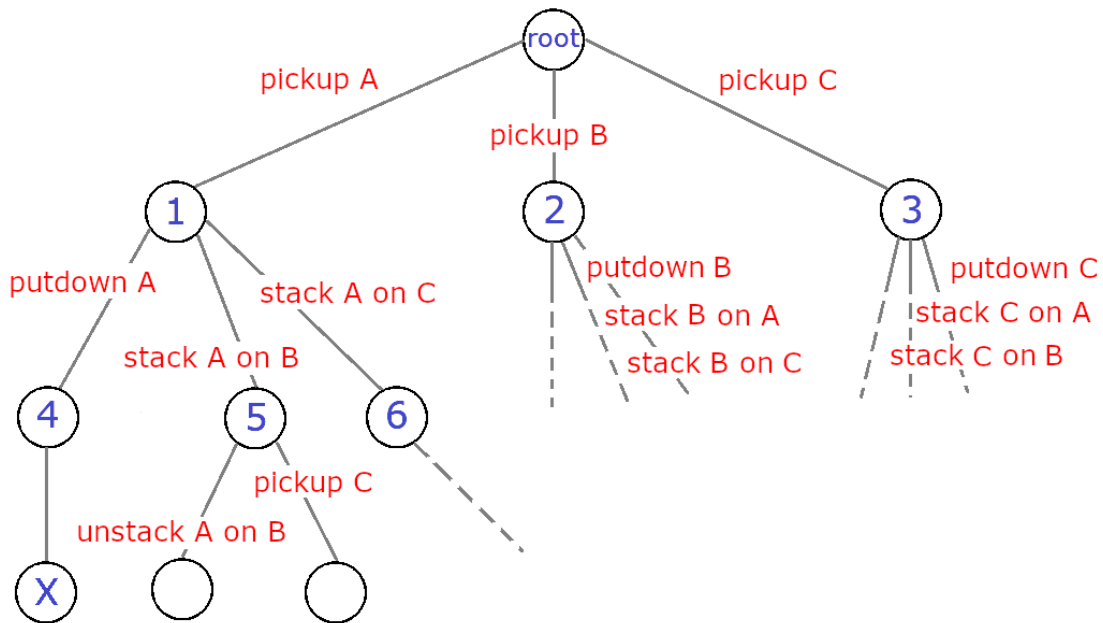 root
pickup A
pickup C
pickup B
1
2
3
putdown A
stack A on C
putdown B
putdown C
stack B on A
stack C on A
stack A on B
stack B on C
stack C on B
4
5
6
pickup C
unstack A on B
X